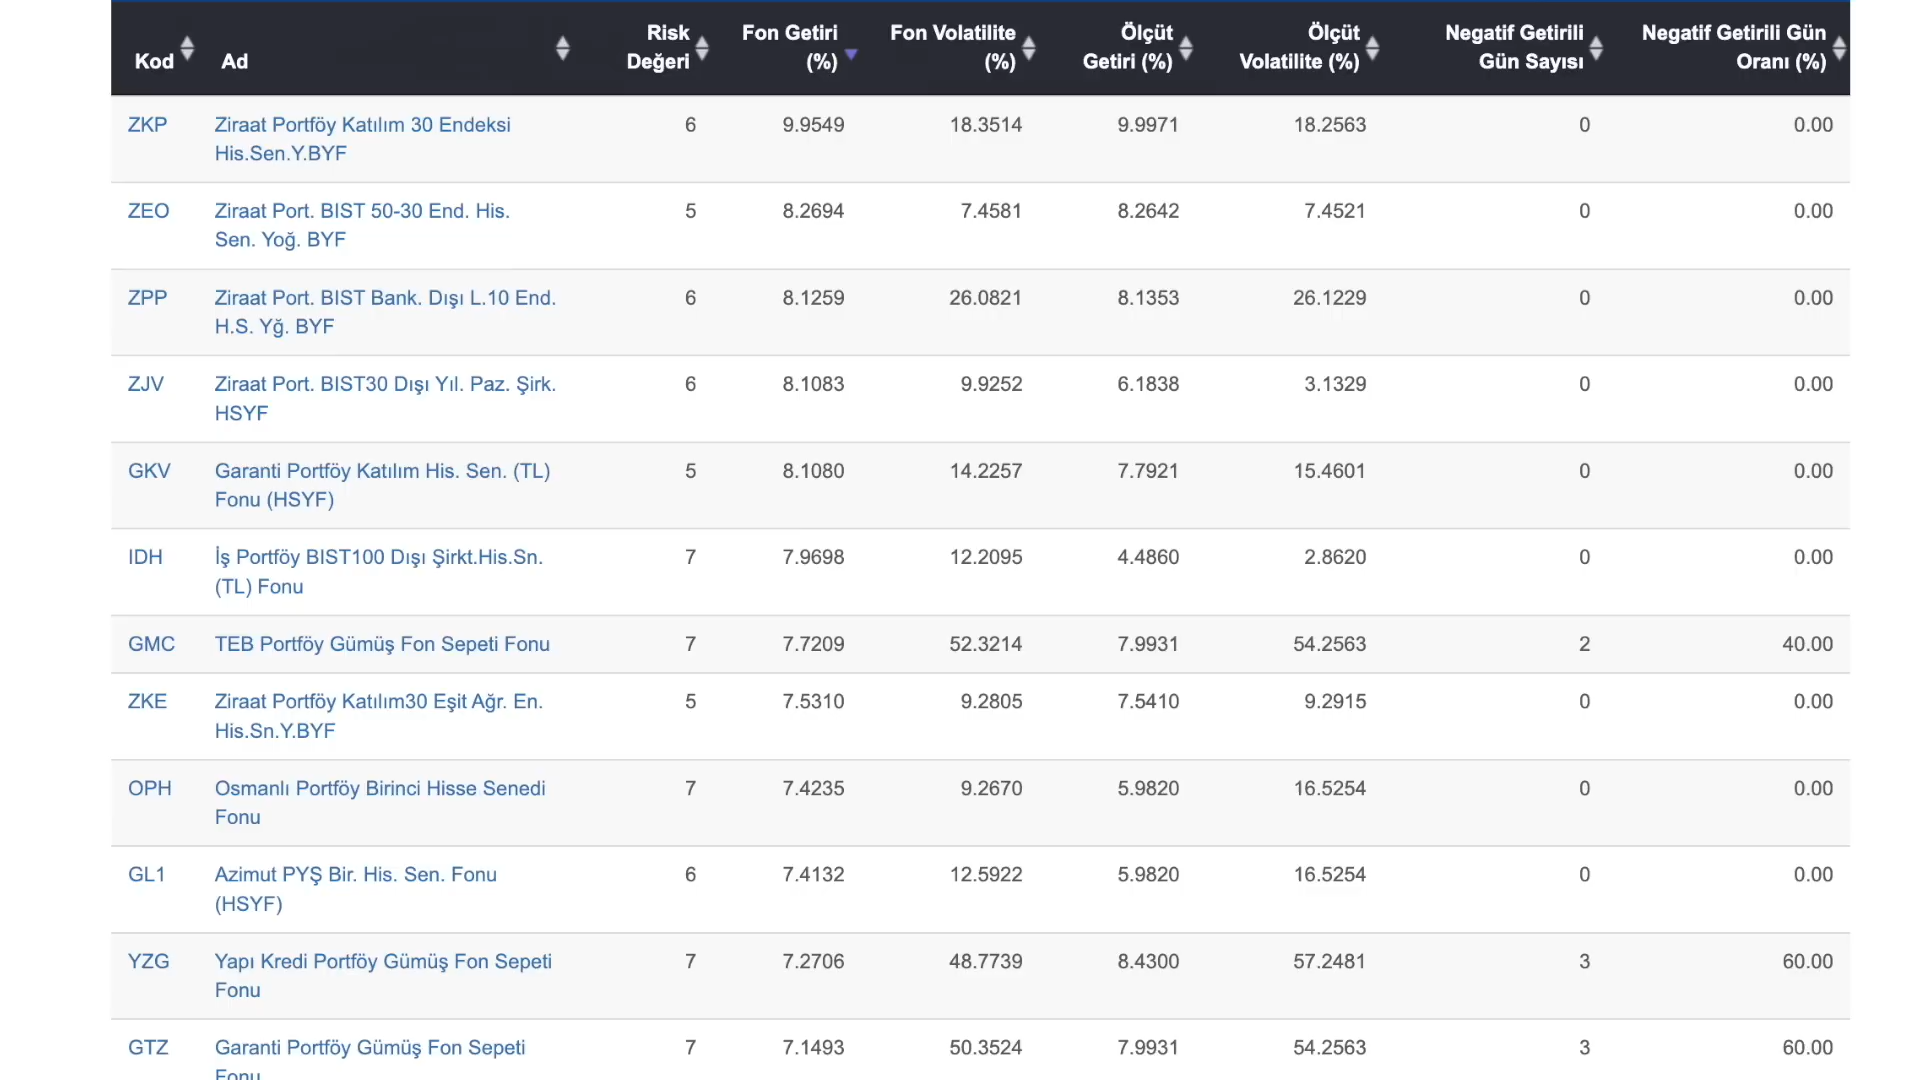 Kod Ad Risk Değeri Fon Getiri (%) Fon Volatilite (%) Ölçüt Getiri (%) Ölçüt Volatilite (%) Negatif Getirili Gün Sayısı Negatif Getirili Gün Oranı (%)
ZKP Ziraat Portföy Katılım 30 Endeksi 6 9.9549 18.3514 9.9971 18.2563 0 0.00
His.Sen.Y.BYF
ZEO Ziraat Port. BIST 50-30 End. His. 5 8.2694 7.4581 8.2642 7.4521 0 0.00
Sen. Yoğ. BYF
ZPP Ziraat Port. BIST Bank. Dışı L.10 End. 6 8.1259 26.0821 8.1353 26.1229 0 0.00
H.S. Yğ. BYF
ZJV Ziraat Port. BIST30 Dışı Yıl. Paz. Şirk. 6 8.1083 9.9252 6.1838 3.1329 0 0.00
HSYF
GKV Garanti Portföy Katılım His. Sen. (TL) 5 8.1080 14.2257 7.7921 15.4601 0 0.00
Fonu (HSYF)
IDH İş Portföy BIST100 Dışı Şirkt.His.Sn. 7 7.9698 12.2095 4.4860 2.8620 0 0.00
(TL) Fonu
GMC TEB Portföy Gümüş Fon Sepeti Fonu 7 7.7209 52.3214 7.9931 54.2563 2 40.00
ZKE Ziraat Portföy Katılım30 Eşit Ağr. En. 5 7.5310 9.2805 7.5410 9.2915 0 0.00
His.Sn.Y.BYF
OPH Osmanlı Portföy Birinci Hisse Senedi 7 7.4235 9.2670 5.9820 16.5254 0 0.00
Fonu
GL1 Azimut PYŞ Bir. His. Sen. Fonu 6 7.4132 12.5922 5.9820 16.5254 0 0.00
(HSYF)
YZG Yapı Kredi Portföy Gümüş Fon Sepeti 7 7.2706 48.7739 8.4300 57.2481 3 60.00
Fonu
GTZ Garanti Portföy Gümüş Fon Sepeti 7 7.1493 50.3524 7.9931 54.2563 3 60.00
Fonu